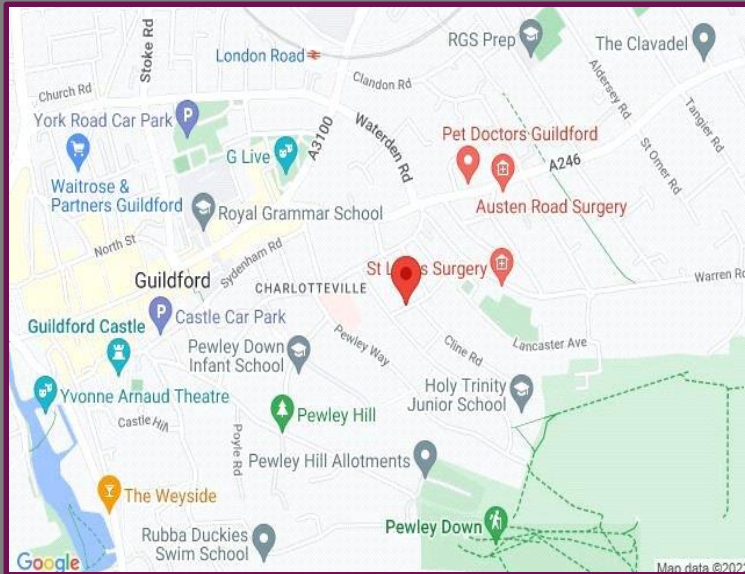 Stoke Rd
London Road
RGS Prep
The Clavadel
Church Rd
Clandon Rd
Aldersey Rd
Tangier Rd
York Road Car Park
A3100
Waterden Rd
Pet Doctors Guildford
St Omer Rd
G Live
A246
Waitrose &
Partners Guildford
Royal Grammar School
Austen Road Surgery
North St
Sydenham Rd
St
Surgery
Warren Rd
Guildford
CHARLOTTEVILLE
Castle Car Park
Guildford Castle
Pewley Way
Cline Rd
Lancaster Ave
Pewley Down
Infant School
Yvonne Arnaud Theatre
Holy Trinity
Junior School
Castle Hill
Pewley Hill
Poyle Rd
Pewley Hill Allotments
The Weyside
Pewley Down
Rubba Duckies
Swim School
Google
Map data ©202